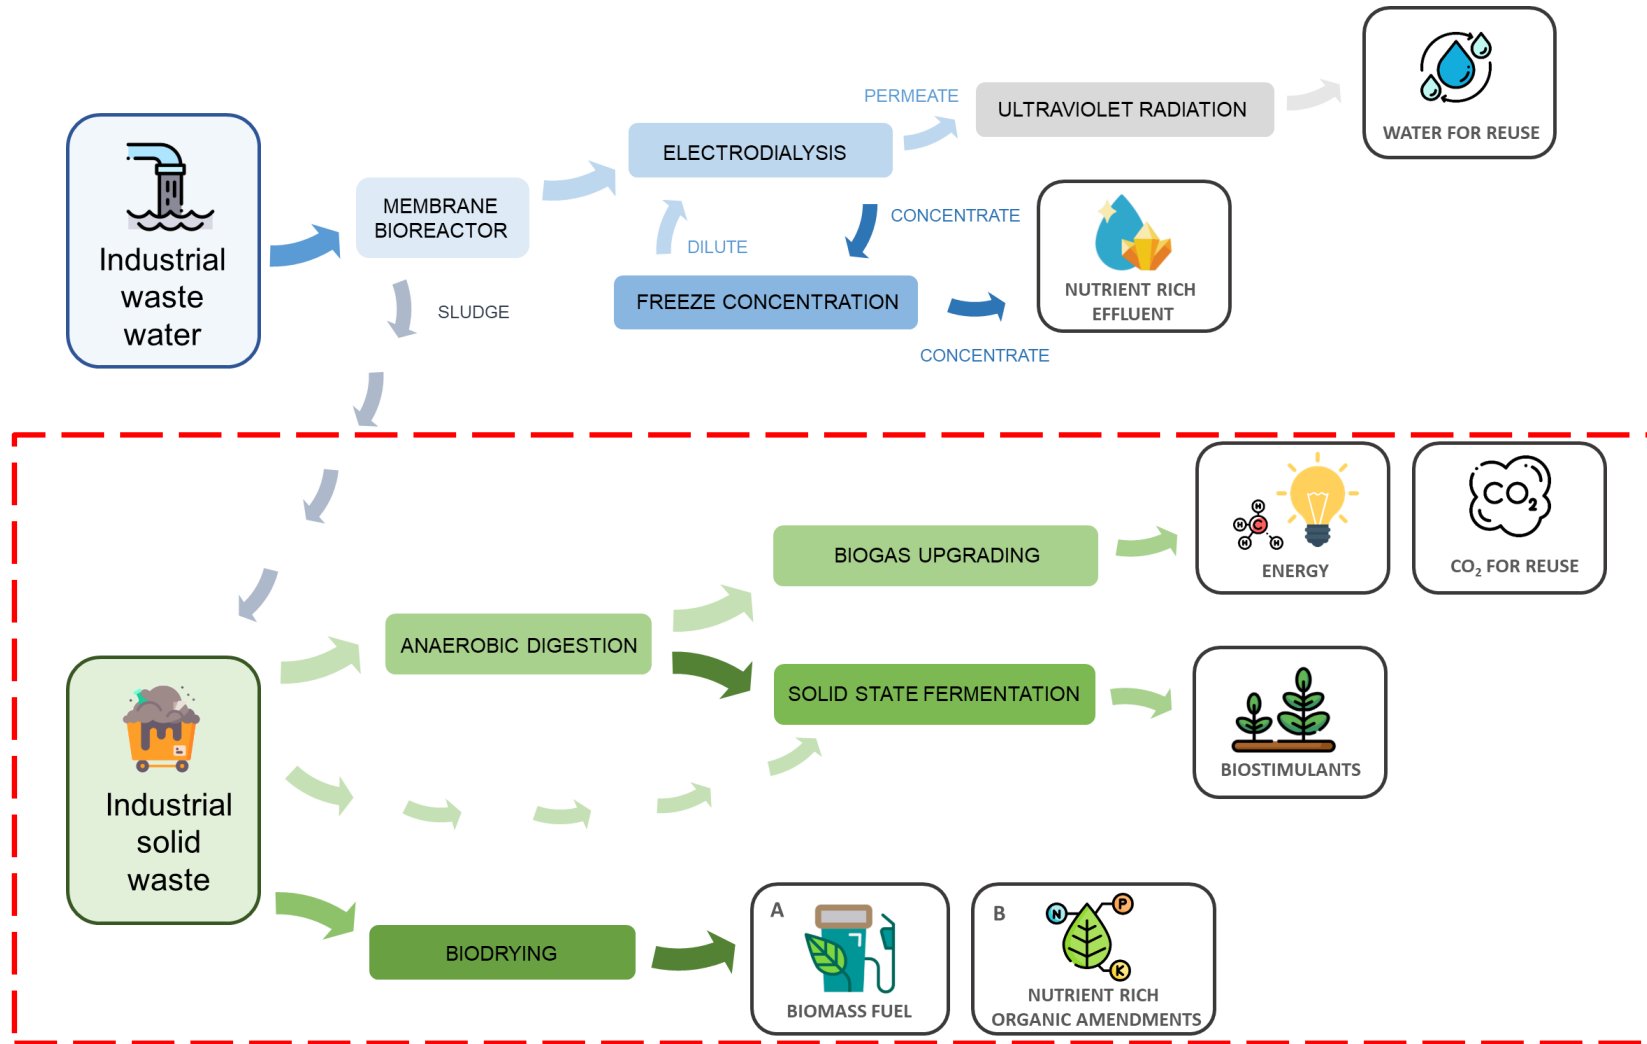 Industrial
waste
water
MEMBRANE
BIOREACTOR
SLUDGE
ELECTRODIALYSIS
PERMEATE
ULTRAVIOLET RADIATION
WATER FOR REUSE
DILUTE
CONCENTRATE
FREEZE CONCENTRATION
CONCENTRATE
NUTRIENT RICH
EFFLUENT
Industrial
solid
waste
ANAEROBIC DIGESTION
BIOGAS UPGRADING
H
H
C
H
H
ENERGY
CO₂
CO₂ FOR REUSE
SOLID STATE FERMENTATION
BIOSTIMULANTS
BIODRYING
A
BIOMASS FUEL
B
N
P
K
NUTRIENT RICH
ORGANIC AMENDMENTS